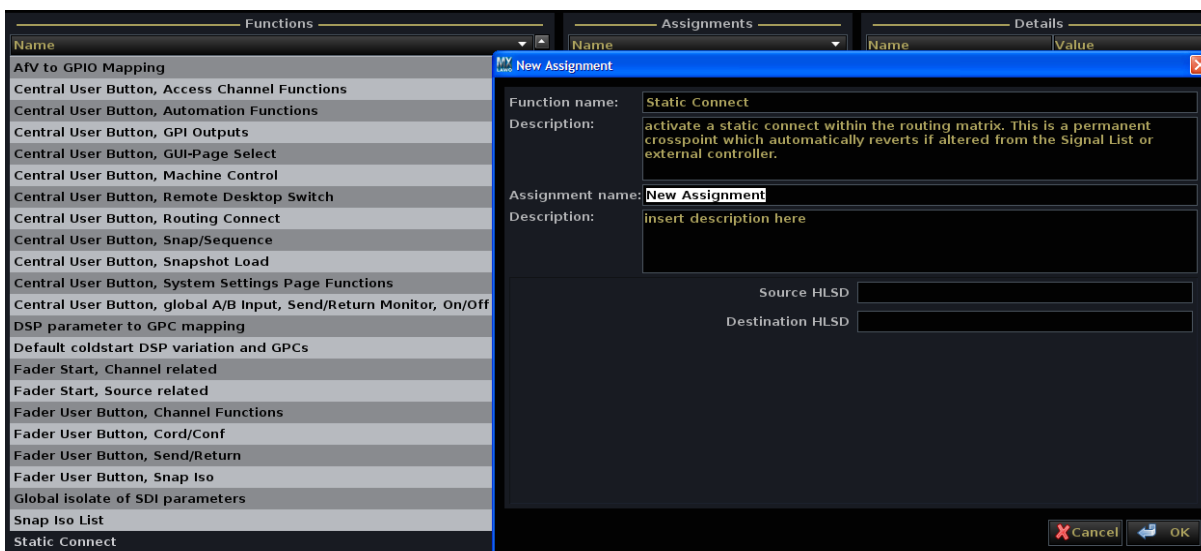 Functions
Assignments
Details
Name
Name
Name
Value
AfV to GPIO Mapping
Central User Button, Access Channel Functions
Central User Button, Automation Functions
Central User Button, GPI Outputs
Central User Button, GUI-Page Select
Central User Button, Machine Control
Central User Button, Remote Desktop Switch
Central User Button, Routing Connect
Central User Button, Snap/Sequence
Central User Button, Snapshot Load
Central User Button, System Settings Page Functions
Central User Button, global A/B Input, Send/Return Monitor, On/Off
DSP parameter to GPC mapping
Default coldstart DSP variation and GPCs
Fader Start, Channel related
Fader Start, Source related
Fader User Button, Channel Functions
Fader User Button, Cord/Conf
Fader User Button, Send/Return
Fader User Button, Snap Iso
Global isolate of SDI parameters
Snap Iso List
Static Connect
New Assignment
Function name:
Static Connect
Description:
activate a static connect within the routing matrix. This is a permanent
crosspoint which automatically reverts if altered from the Signal List or
external controller.
Assignment name:
New Assignment
Description:
insert description here
Source HLSD
Destination HLSD
Cancel
OK